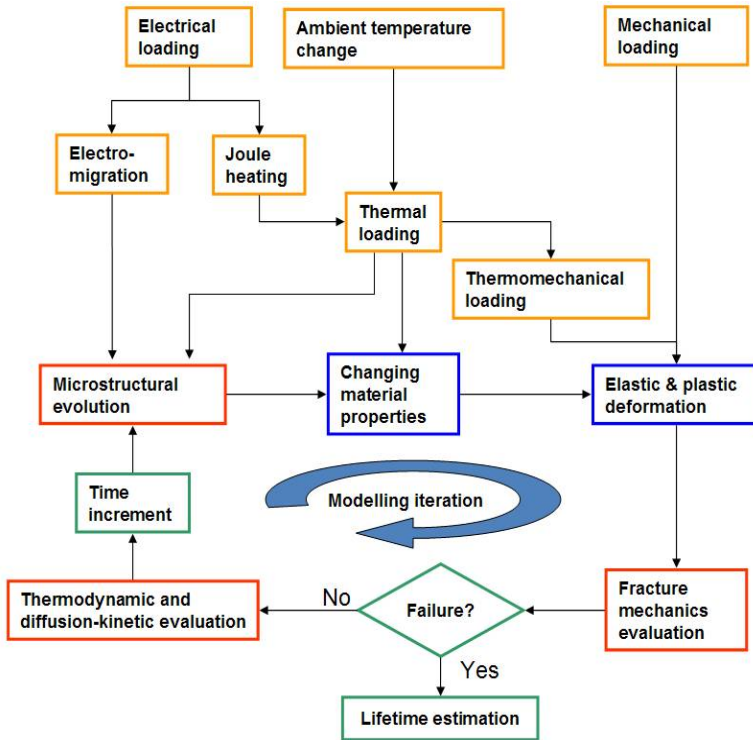 Electrical
loading
Ambient temperature
change
Mechanical
loading
Electro-
migration
Joule
heating
Thermal
loading
Thermomechanical
loading
Microstructural
evolution
Changing
material
properties
Elastic & plastic
deformation
Time
increment
Modelling iteration
Thermodynamic and
diffusion-kinetic evaluation
No
Failure?
Fracture
mechanics
evaluation
Yes
Lifetime estimation